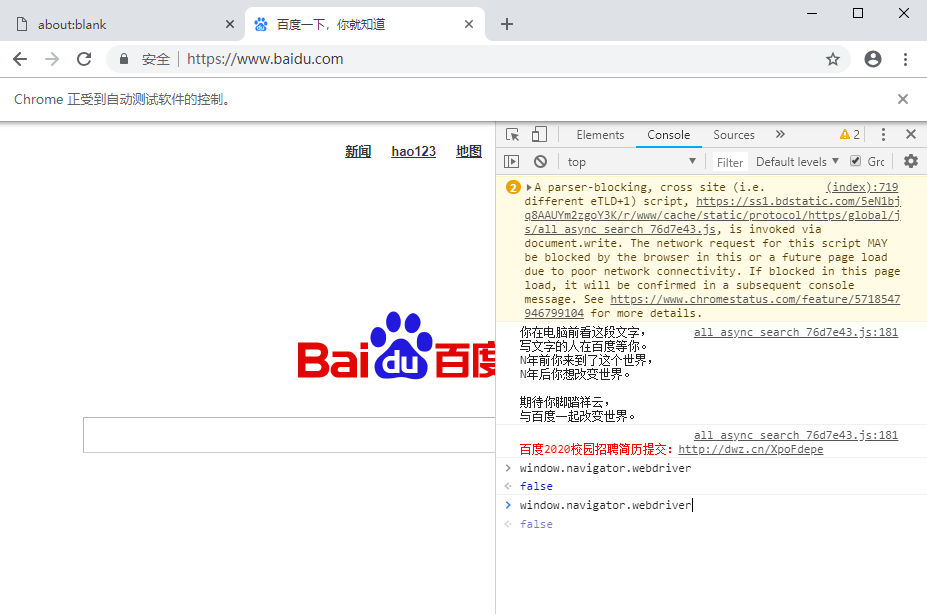 about:blank
百度一下，你就知道
安全
https://www.baidu.com
Chrome 正受到自动测试软件的控制。
新闻 hao123 地图
Bai du 百度
Elements Console Sources 2
top Filter Default levels Gr
2 A parser-blocking, cross site (i.e. (index):719
different eTLD+1) script, https://ss1.bdstatic.com/5eN1bj
q8AAUYm2zgoY3K/r/www/cache/static/protocol/https/global/j
s/all_async_search_76d7e43.js, is invoked via
document.write. The network request for this script MAY
be blocked by the browser in this or a future page load
due to poor network connectivity. If blocked in this page
load, it will be confirmed in a subsequent console
message. See https://www.chromestatus.com/feature/5718547
946799104 for more details.
你在电脑前看这段文字， all_async_search_76d7e43.js:181
写文字的人在百度等你。
N年前你来到了这个世界，
N年后你想改变世界。
期待你脚踏祥云，
与百度一起改变世界。
all_async_search_76d7e43.js:181
百度2020校园招聘简历提交：http://dwz.cn/XpoFdepe
window.navigator.webdriver
false
window.navigator.webdriver
false